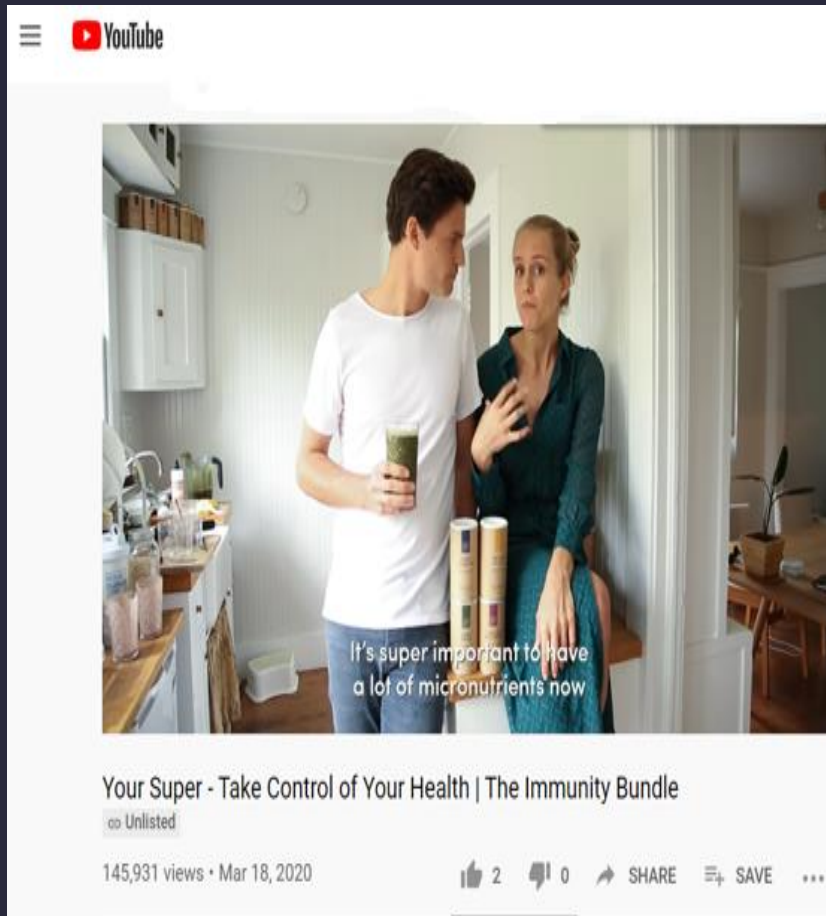 YouTube
It's super important to have
a lot of micronutrients now
Your Super - Take Control of Your Health | The Immunity Bundle
Unlisted
145,931 views • Mar 18, 2020
2 0 SHARE SAVE